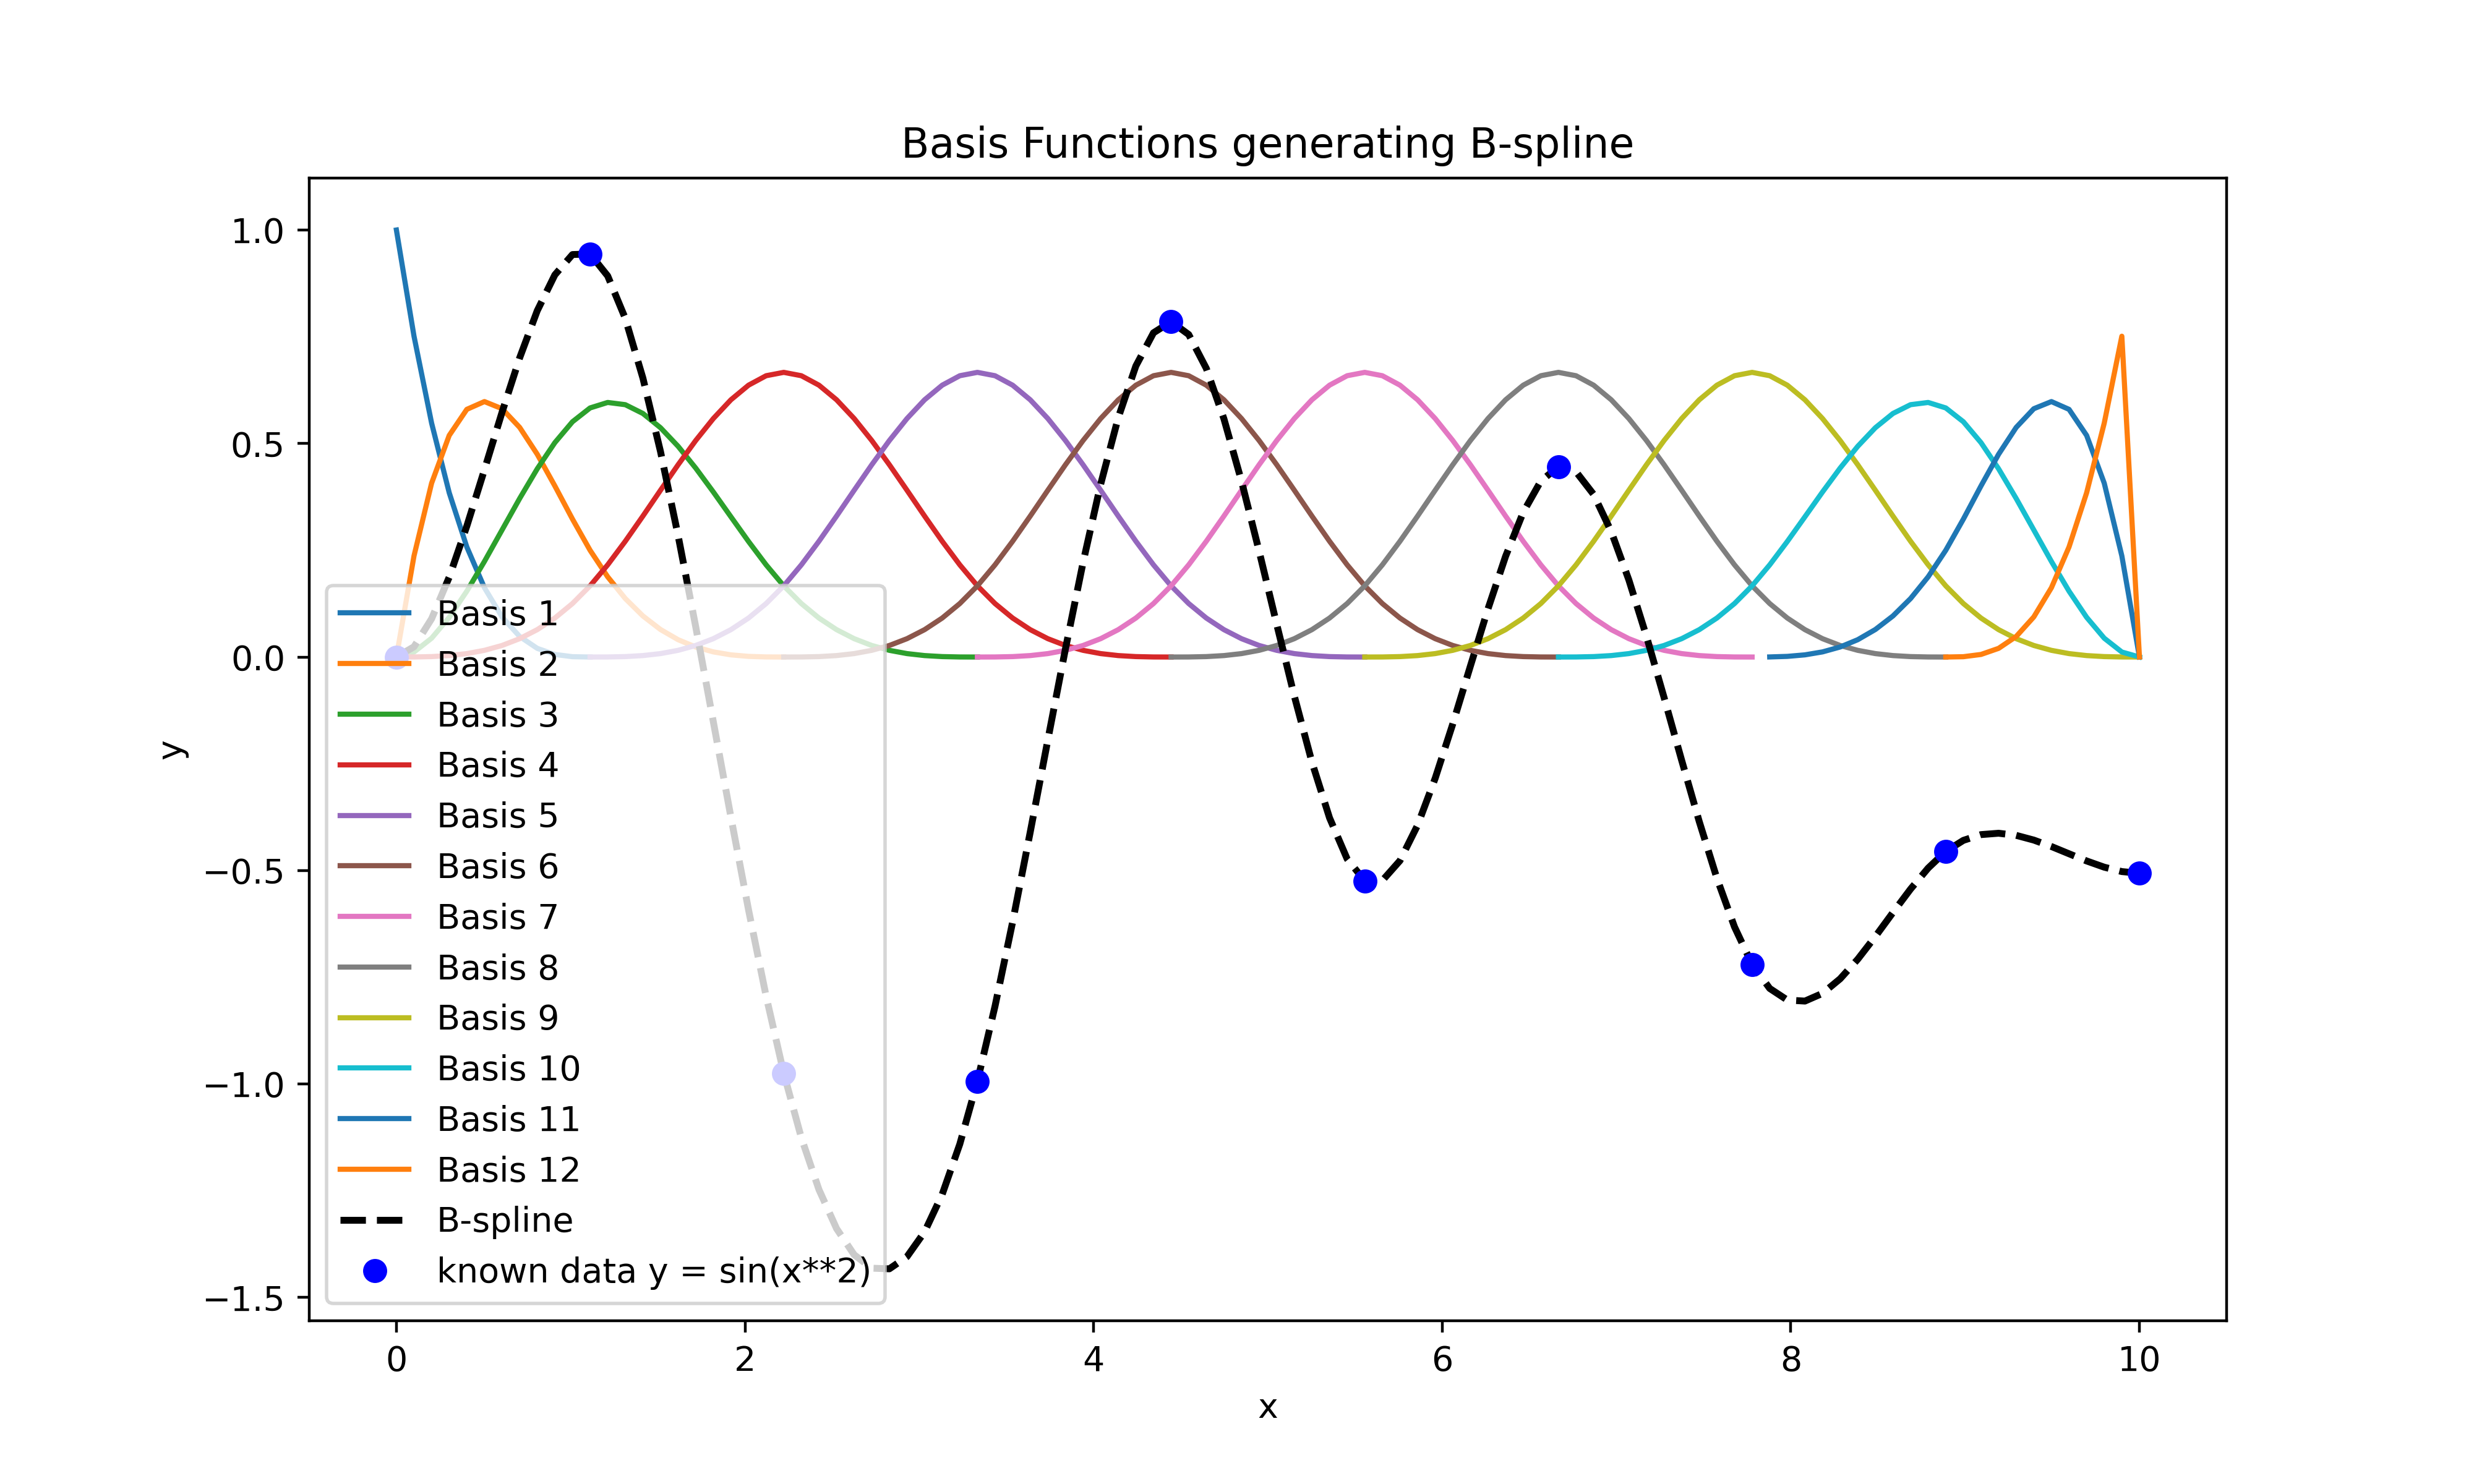 Basis Functions generating B-spline
1.0
0.5
0.0
−0.5
−1.0
−1.5
y
Basis 1
Basis 2
Basis 3
Basis 4
Basis 5
Basis 6
Basis 7
Basis 8
Basis 9
Basis 10
Basis 11
Basis 12
B-spline
known data y = sin(x**2)
0 2 4 6 8 10
x